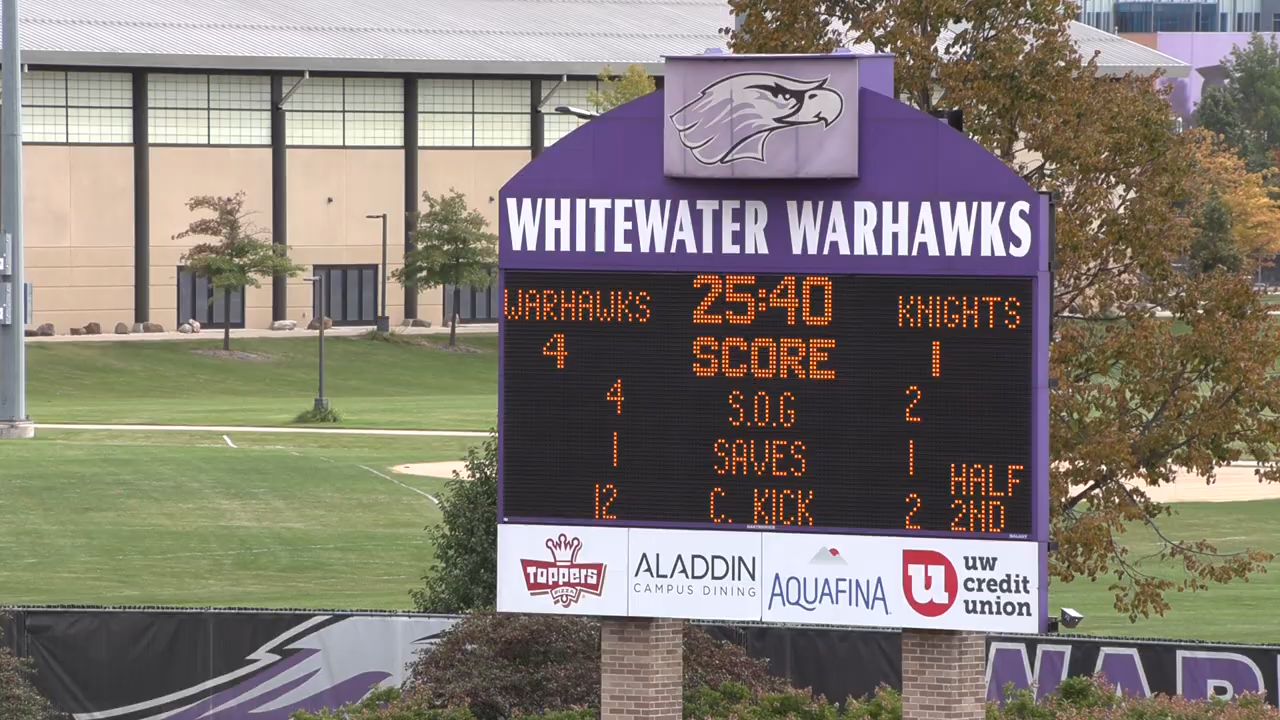 WHITEWATER WARHAWKS
WARHAWKS 25:40 KNIGHTS
4 SCORE 1
4 S.O.G 2
1 SAVES 1
HALF
12 C. KICK 2 2ND
Toppers
PIZZA
ALADDIN
CAMPUS DINING
AQUAFINA
u uw
credit
union
WAR